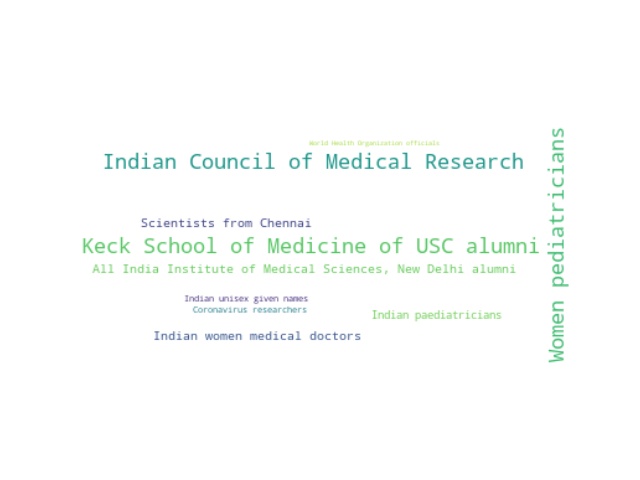 World Health Organization officials
Indian Council of Medical Research
Women pediatricians
Scientists from Chennai
Keck School of Medicine of USC alumni
All India Institute of Medical Sciences, New Delhi alumni
Indian unisex given names
Coronavirus researchers
Indian paediatricians
Indian women medical doctors